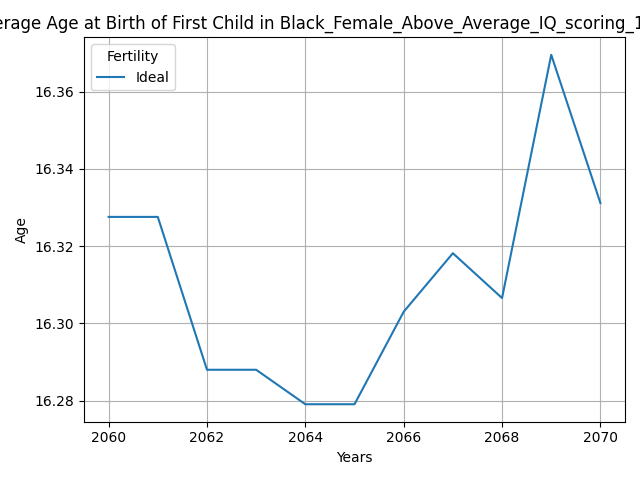 erage Age at Birth of First Child in Black_Female_Above_Average_IQ_scoring_1
Fertility
Ideal
16.36
16.34
16.32
16.30
16.28
Age
2060 2062 2064 2066 2068 2070
Years